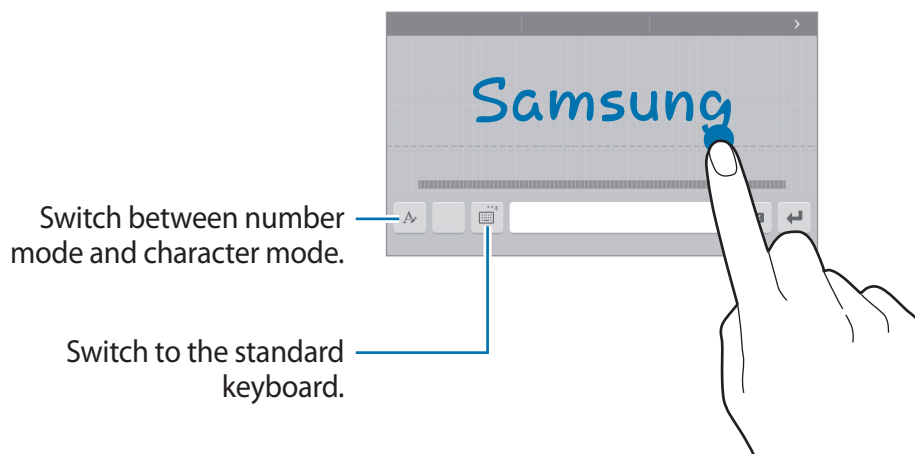 Samsung
Switch between number
mode and character mode.
Switch to the standard
keyboard.